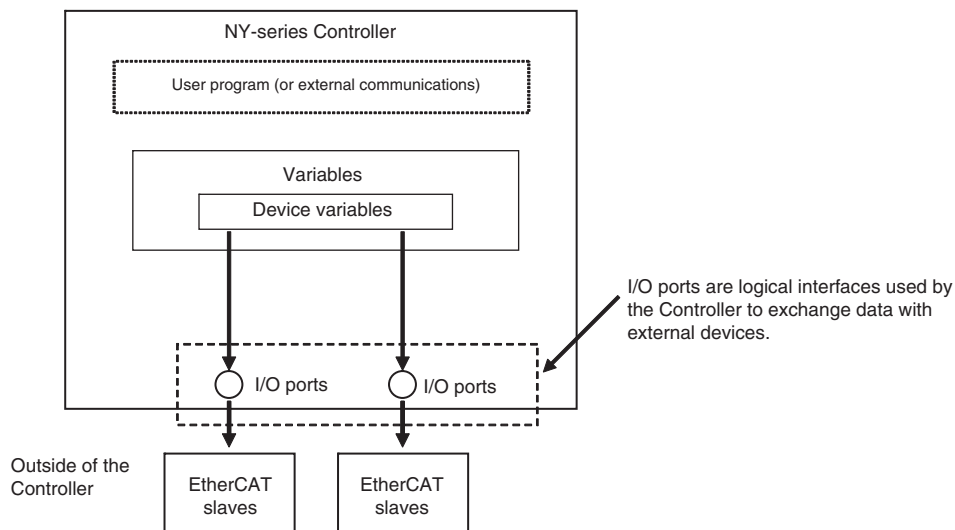 NY-series Controller
User program (or external communications)
Variables
Device variables
I/O ports are logical interfaces used by
the Controller to exchange data with
external devices.
I/O ports
I/O ports
Outside of the
Controller
EtherCAT
slaves
EtherCAT
slaves